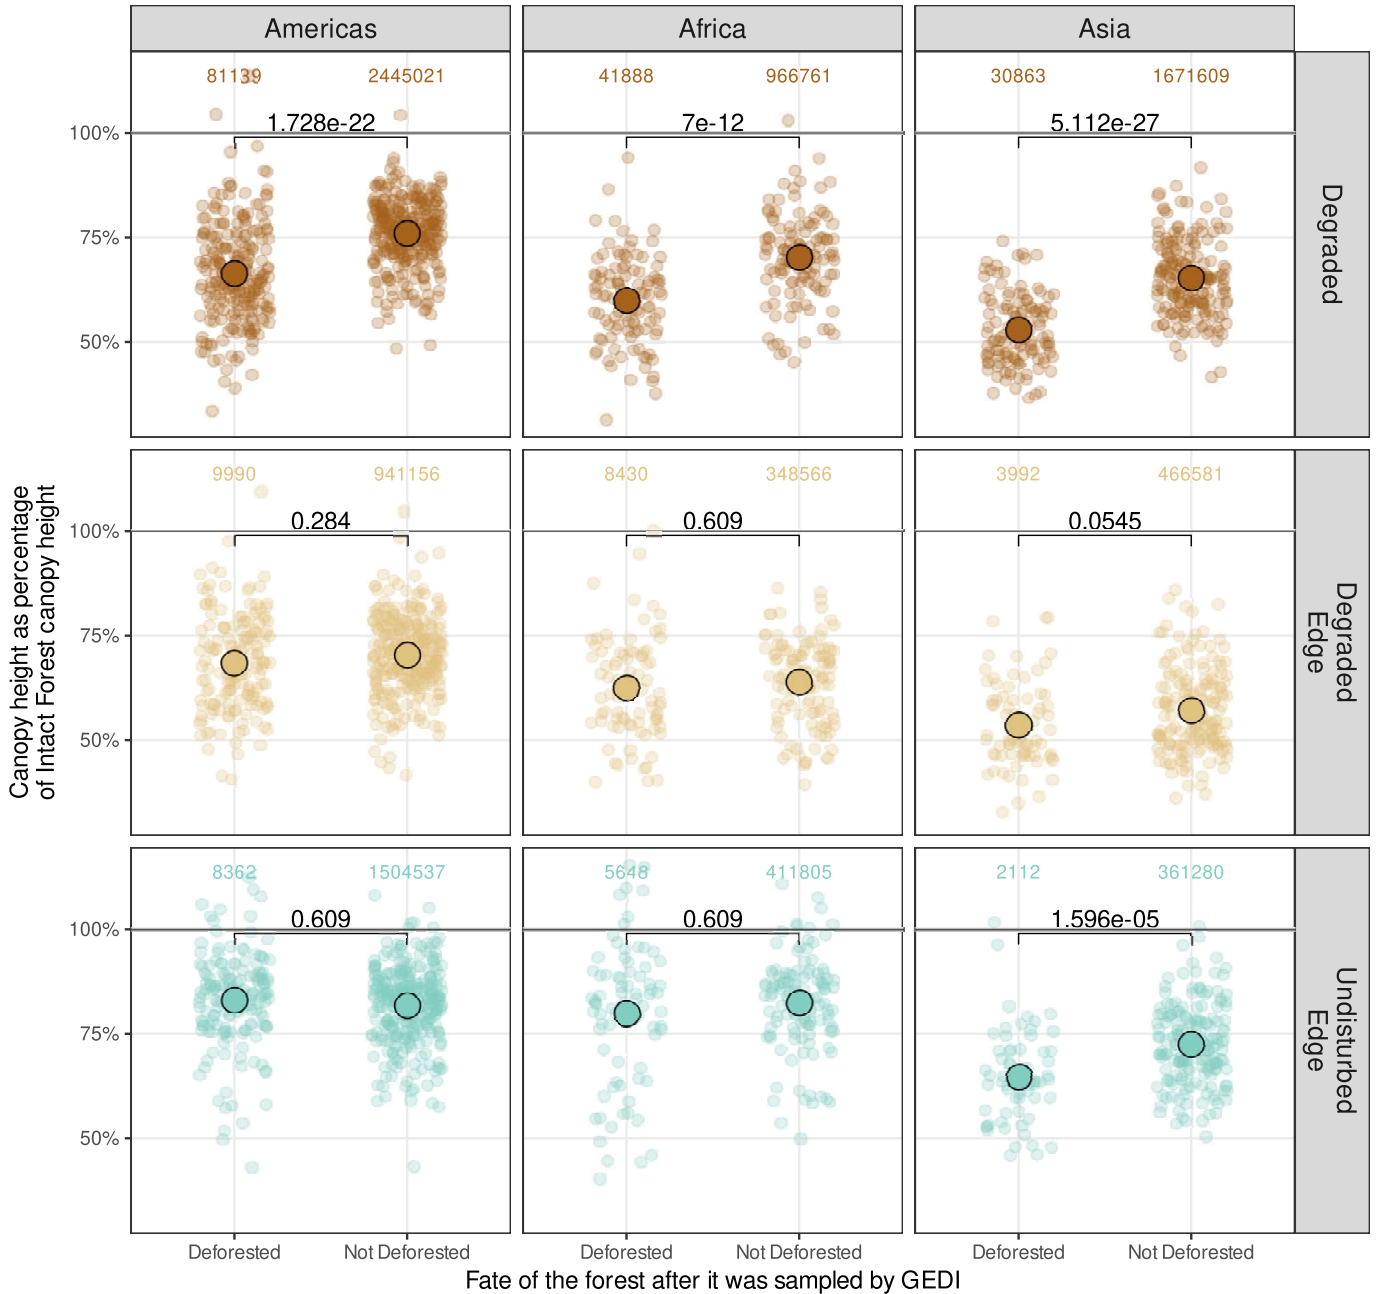 Americas
Africa
Asia
81139
2445021
41888
966761
30863
1671609
1.728e-22
7e-12
5.112e-27
100%
75%
50%
Degraded
9990
941156
8430
348566
3992
466581
0.284
0.609
0.0545
100%
75%
50%
Degraded
Edge
Canopy height as percentage
of Intact Forest canopy height
8362
1504537
5648
411805
2112
361280
0.609
0.609
1.596e-05
100%
75%
50%
Undisturbed
Edge
Deforested
Not Deforested
Deforested
Not Deforested
Deforested
Not Deforested
Fate of the forest after it was sampled by GEDI